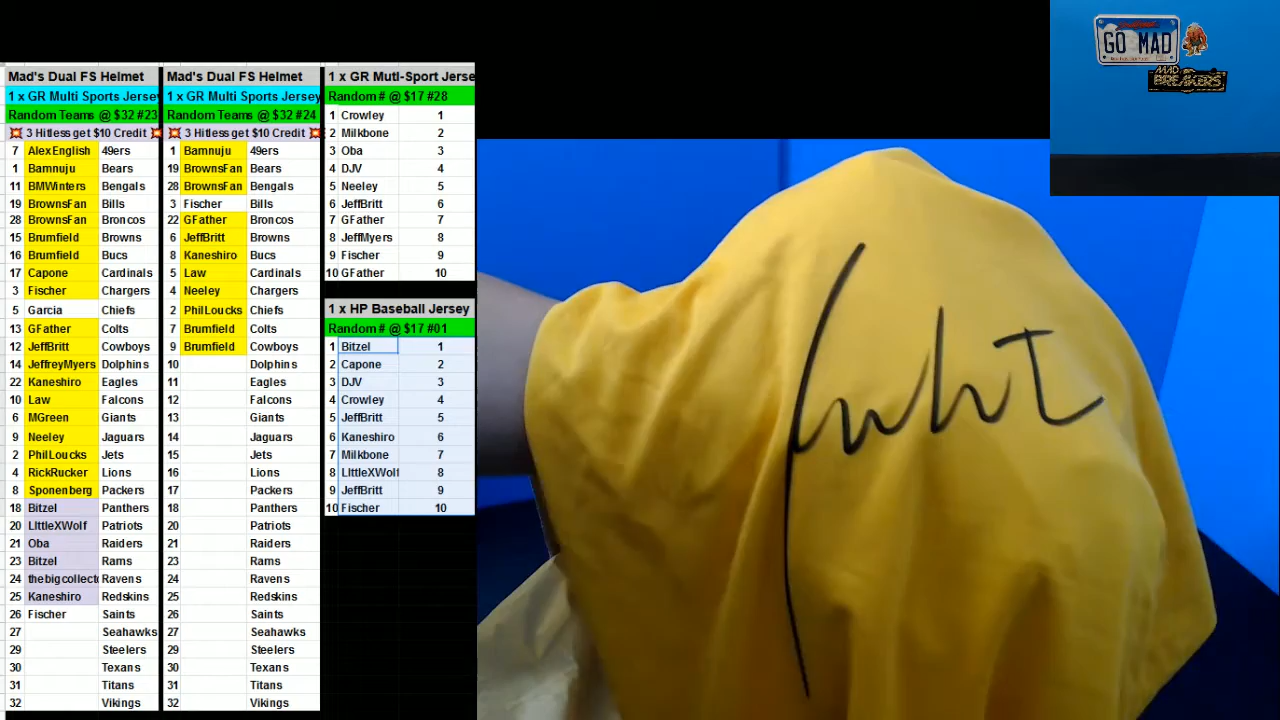 GO MAD
MAD
BREAKERS
Mad's Dual FS Helmet
1 x GR Multi Sports Jersey
Random Teams @ $32 #23
3 Hitless get $10 Credit
7 AlexEnglish 49ers
1 Bamnuju Bears
11 BMWinters Bengals
19 BrownsFan Bills
28 BrownsFan Broncos
15 Brumfield Browns
16 Brumfield Bucs
17 Capone Cardinals
3 Fischer Chargers
5 Garcia Chiefs
13 GFather Colts
12 JeffBritt Cowboys
14 JeffreyMyers Dolphins
22 Kaneshiro Eagles
10 Law Falcons
6 MGreen Giants
9 Neeley Jaguars
2 PhilLoucks Jets
4 RickRucker Lions
8 Sponenberg Packers
18 Bitzel Panthers
20 LIttleXWolf Patriots
21 Oba Raiders
23 Bitzel Rams
24 thebigcollect Ravens
25 Kaneshiro Redskins
26 Fischer Saints
27 Seahawks
29 Steelers
30 Texans
31 Titans
32 Vikings
Mad's Dual FS Helmet
1 x GR Multi Sports Jersey
Random Teams @ $32 #24
3 Hitless get $10 Credit
1 Bamnuju 49ers
19 BrownsFan Bears
28 BrownsFan Bengals
3 Fischer Bills
22 GFather Broncos
6 JeffBritt Browns
8 Kaneshiro Bucs
5 Law Cardinals
4 Neeley Chargers
2 PhilLoucks Chiefs
7 Brumfield Colts
9 Brumfield Cowboys
10 Dolphins
11 Eagles
12 Falcons
13 Giants
14 Jaguars
15 Jets
16 Lions
17 Packers
18 Panthers
20 Patriots
21 Raiders
23 Rams
24 Ravens
25 Redskins
26 Saints
27 Seahawks
29 Steelers
30 Texans
31 Titans
32 Vikings
1 x GR Mutl-Sport Jerse
Random # @ $17 #28
1 Crowley 1
2 Milkbone 2
3 Oba 3
4 DJV 4
5 Neeley 5
6 JeffBritt 6
7 GFather 7
8 JeffMyers 8
9 Fischer 9
10 GFather 10
1 x HP Baseball Jersey
Random # @ $17 #01
1 Bitzel 1
2 Capone 2
3 DJV 3
4 Crowley 4
5 JeffBritt 5
6 Kaneshiro 6
7 Milkbone 7
8 LIttleXWolf 8
9 JeffBritt 9
10 Fischer 10